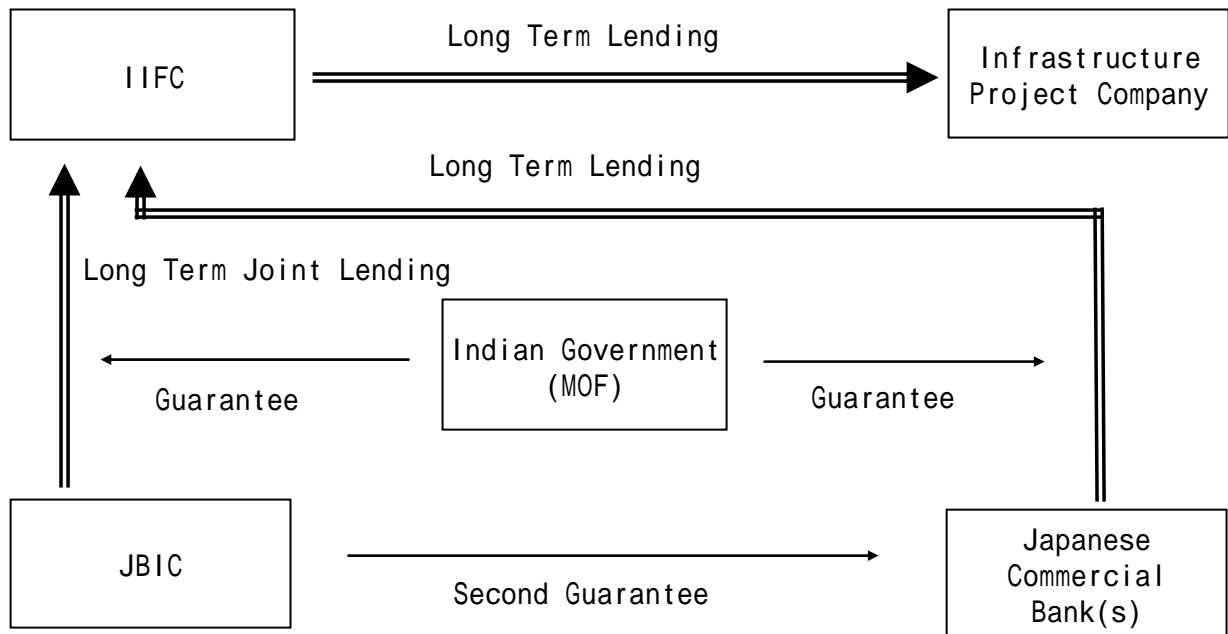 Long Term Lending
IIFC
Infrastructure
Project Company
Long Term Lending
Long Term Joint Lending
Indian Government
(MOF)
Guarantee
Guarantee
JBIC
Second Guarantee
Japanese
Commercial
Bank(s)